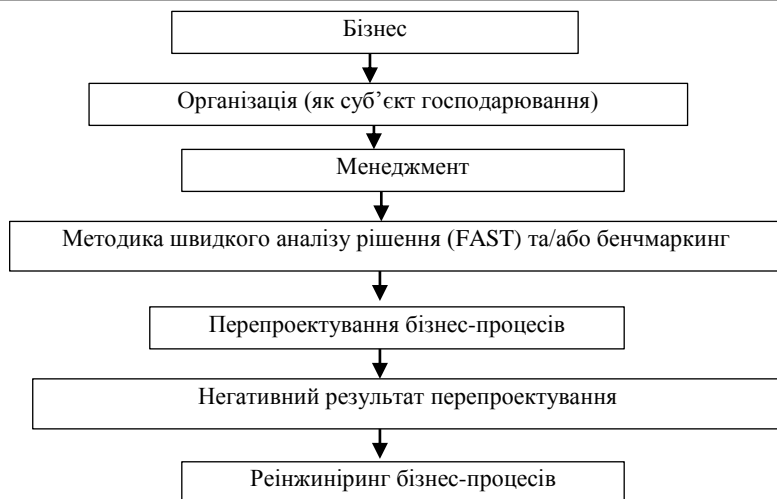 Бізнес
Організація (як суб’єкт господарювання)
Менеджмент
Методика швидкого аналізу рішення (FAST) та/або бенчмаркинг
Перепроектування бізнес-процесів
Негативний результат перепроектування
Реінжиніринг бізнес-процесів